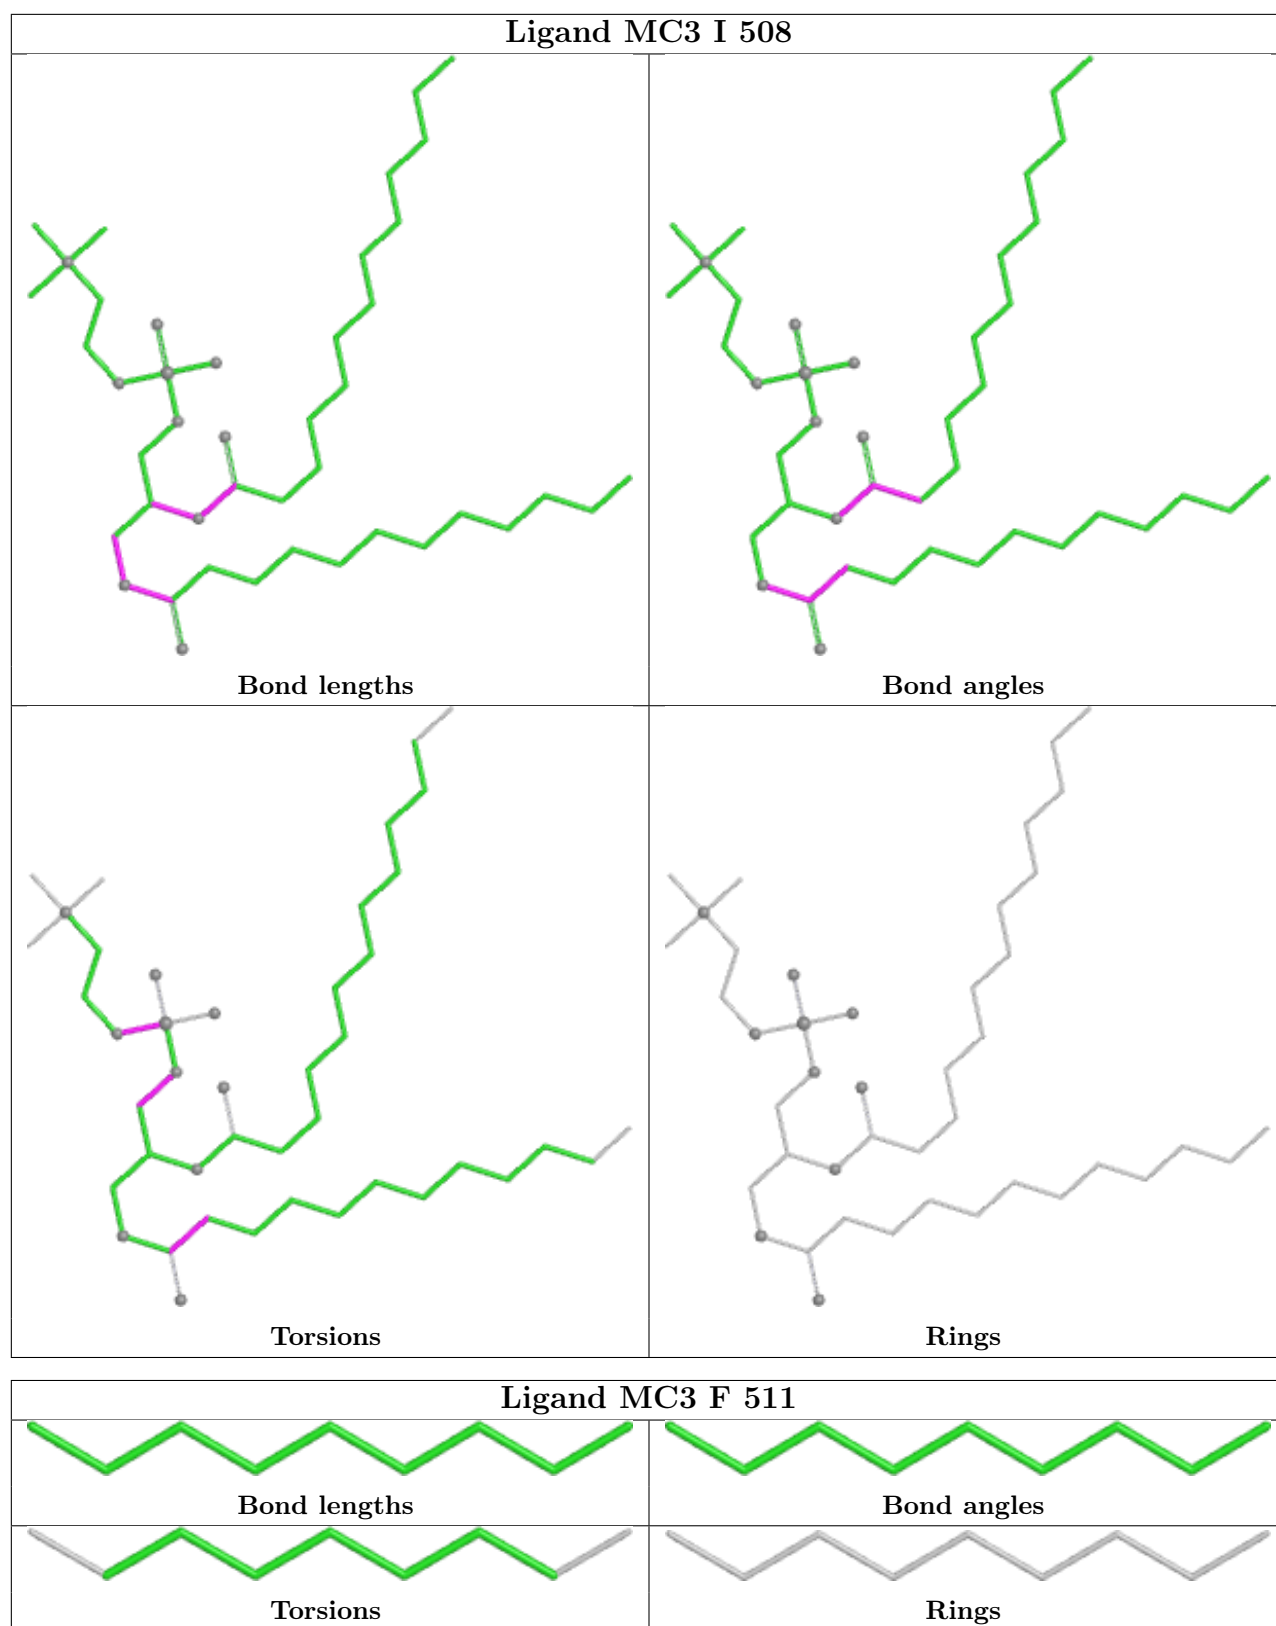 Ligand MC3 I 508
Bond lengths
Bond angles
Torsions
Rings
Ligand MC3 F 511
Bond lengths
Bond angles
Torsions
Rings